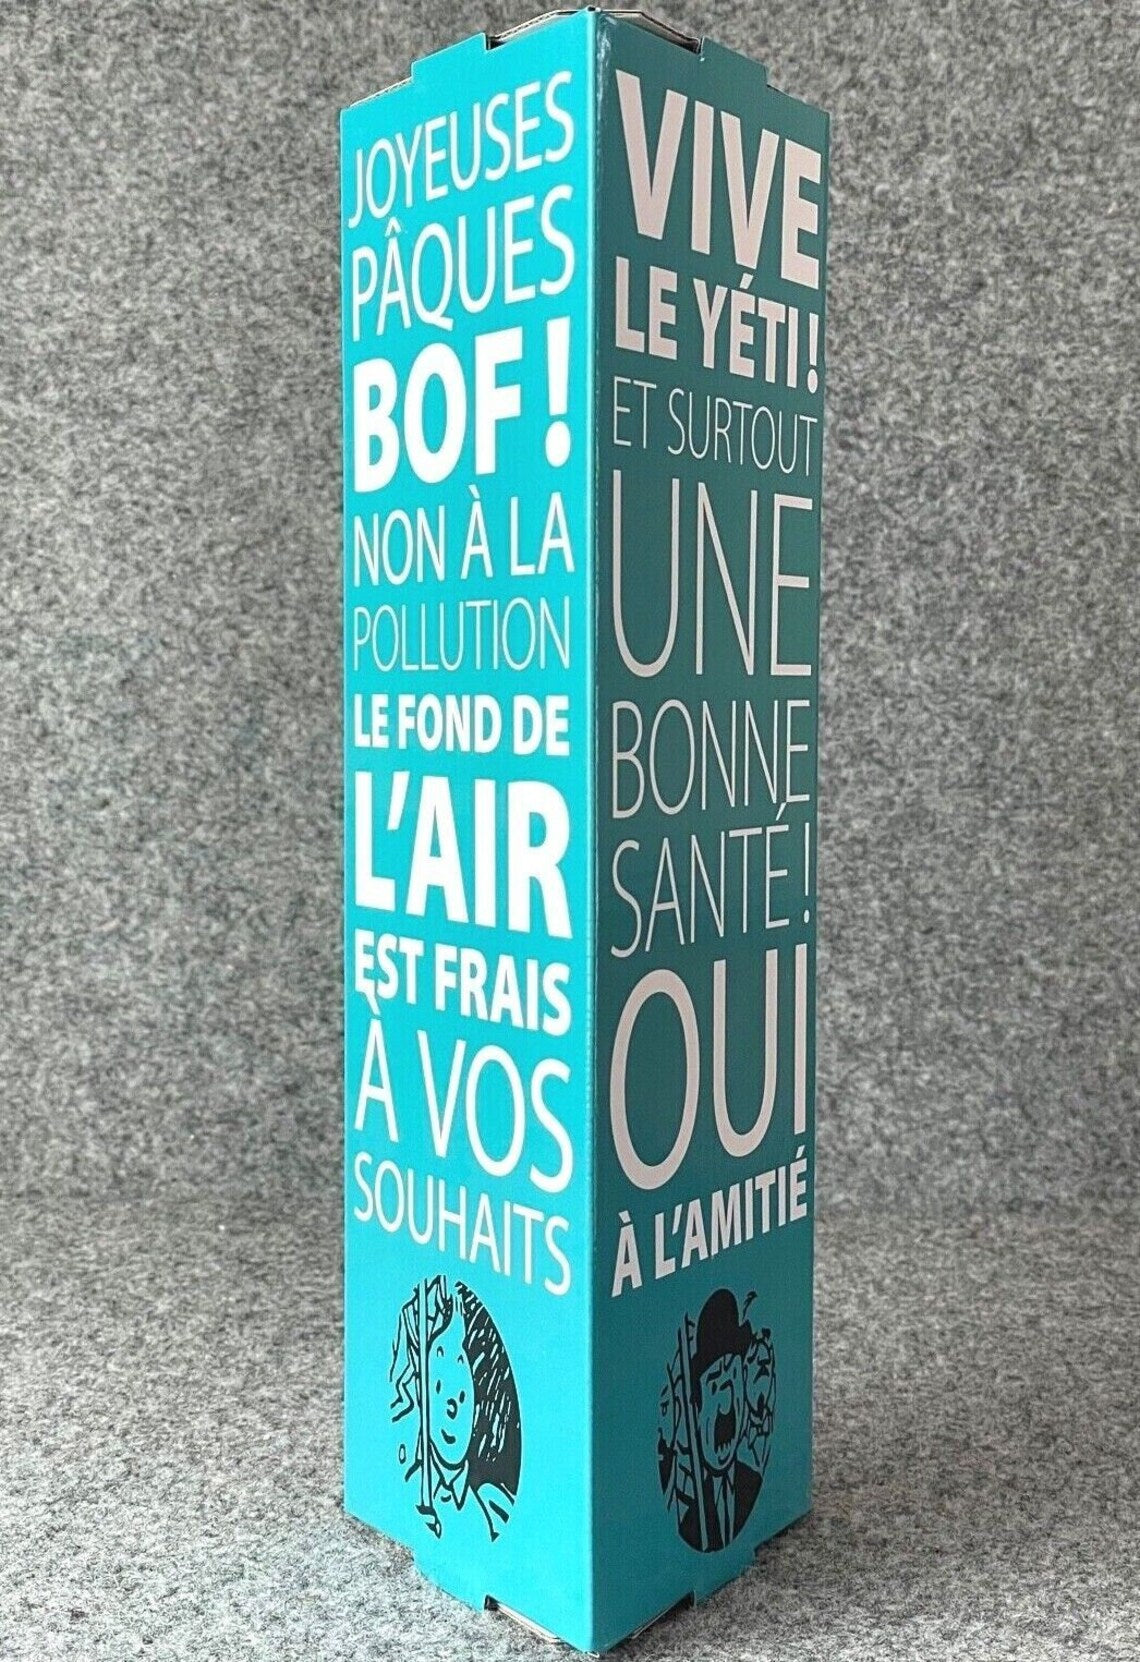 JOYEUSES
PÂQUES
BOF!
NON À LA
POLLUTION
LE FOND DE
L'AIR
EST FRAIS
À VOS
SOUHAITS
VIVE
LE YÉTI!
ET SURTOUT
UNE
BONNE
SANTÉ!
OUI
À L'AMITIÉ